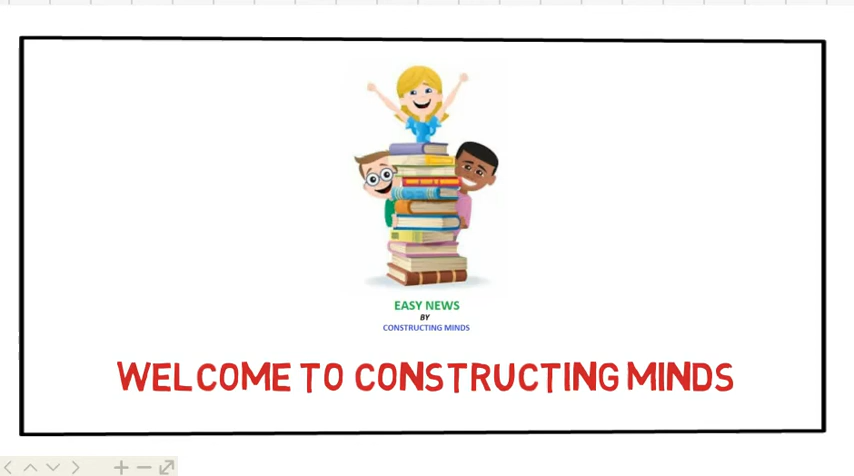 EASY NEWS
BY
CONSTRUCTING MINDS
WELCOME TO CONSTRUCTING MINDS